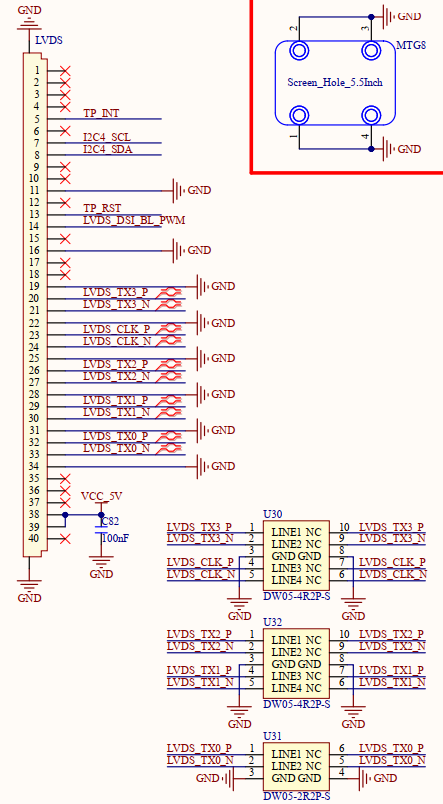 GND
LVDS
1
2
3
4
5 TP_INT
6
7 I2C4_SCL
8 I2C4_SDA
9
10
11 GND
12
13 TP_RST
14 LVDS_DSI_BL_PWM
15
16 GND
17
18
19 GND
20 LVDS_TX3_P
21 LVDS_TX3_N
22 GND
23 LVDS_CLK_P
24 LVDS_CLK_N
25 GND
26 LVDS_TX2_P
27 LVDS_TX2_N
28 GND
29 LVDS_TX1_P
30 LVDS_TX1_N
31 GND
32 LVDS_TX0_P
33 LVDS_TX0_N
34 GND
35
36
37 VCC_5V
38
39 C82
40 100nF
GND
GND
2 3 GND
MTG8
Screen_Hole_5.5Inch
1 4 GND
U30
LVDS_TX3_P 1 LINE1 NC 10 LVDS_TX3_P
LVDS_TX3_N 2 LINE2 NC 9 LVDS_TX3_N
3 GND GND 8
LVDS_CLK_P 4 LINE3 NC 7 LVDS_CLK_P
LVDS_CLK_N 5 LINE4 NC 6 LVDS_CLK_N
DW05-4R2P-S
GND GND
U32
LVDS_TX2_P 1 LINE1 NC 10 LVDS_TX2_P
LVDS_TX2_N 2 LINE2 NC 9 LVDS_TX2_N
3 GND GND 8
LVDS_TX1_P 4 LINE3 NC 7 LVDS_TX1_P
LVDS_TX1_N 5 LINE4 NC 6 LVDS_TX1_N
DW05-4R2P-S
GND GND
U31
LVDS_TX0_P 1 LINE1 NC 6 LVDS_TX0_P
LVDS_TX0_N 2 LINE2 NC 5 LVDS_TX0_N
GND 3 GND GND 4 GND
DW05-2R2P-S